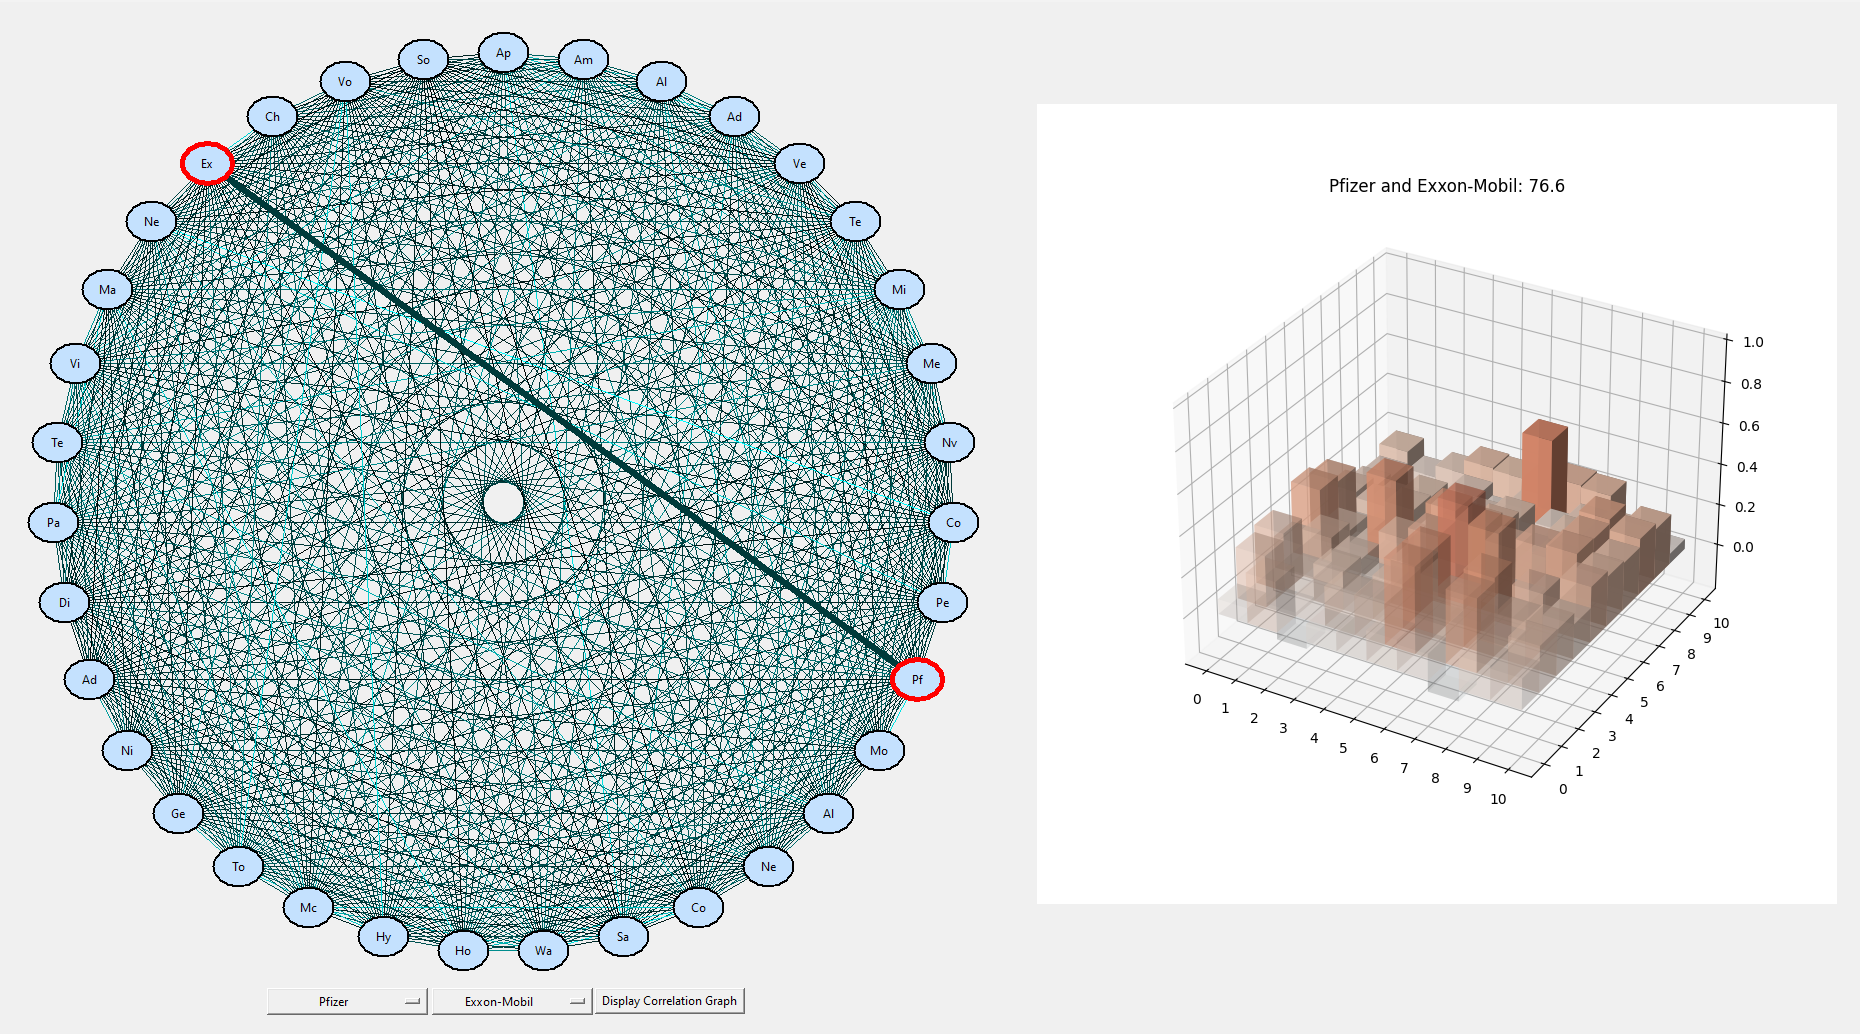 Ap
So
Am
Vo
Al
Ch
Ad
Ex
Ve
Ne
Te
Ma
Mi
Vi
Me
Te
Nv
Pa
Co
Di
Pe
Ad
Pf
Ni
Mo
Ge
Al
To
Ne
Mc
Co
Hy
Sa
Ho
Wa
Pfizer
Exxon-Mobil
Display Correlation Graph
Pfizer and Exxon-Mobil: 76.6
1.0
0.8
0.6
0.4
0.2
0.0
0 1 2 3 4 5 6 7 8 9 10
0 1 2 3 4 5 6 7 8 9 10